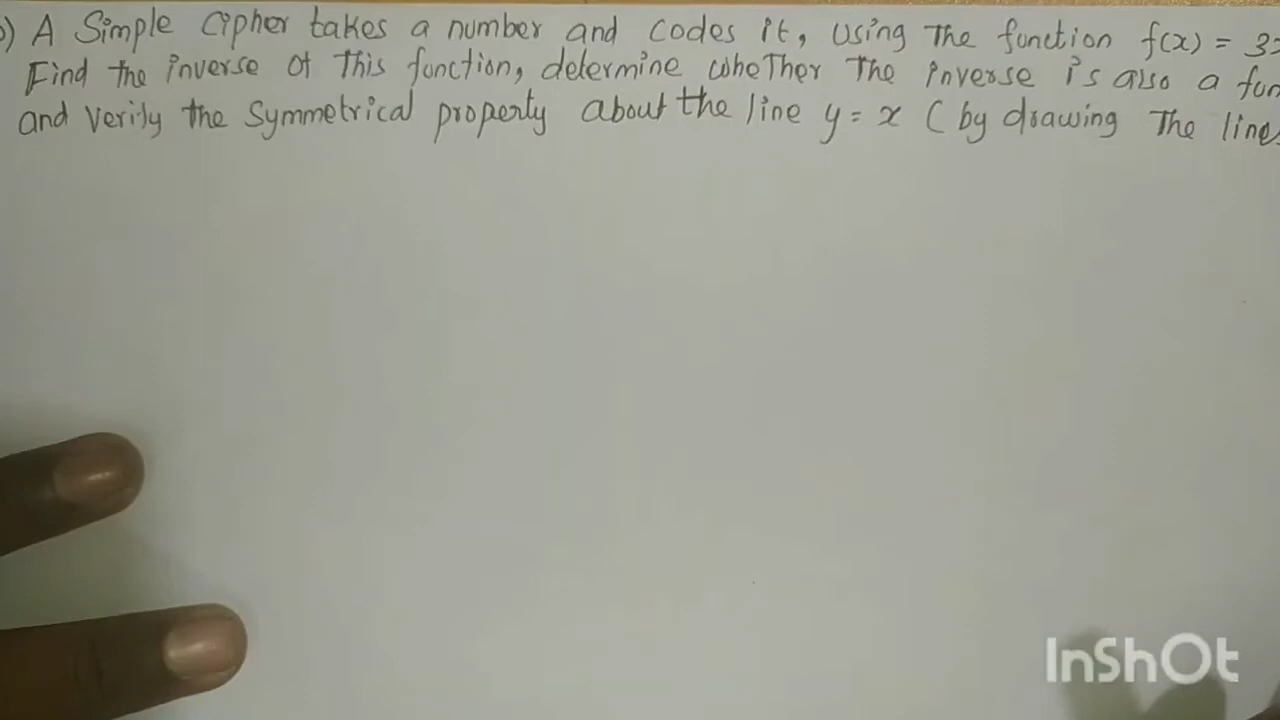 A Simple Cipher takes a number and codes it, using the function f(x) = 3
Find the inverse of this function, determine whether the inverse is also a fun
and verify the symmetrical property about the line y = x ( by drawing the lines
InShOt